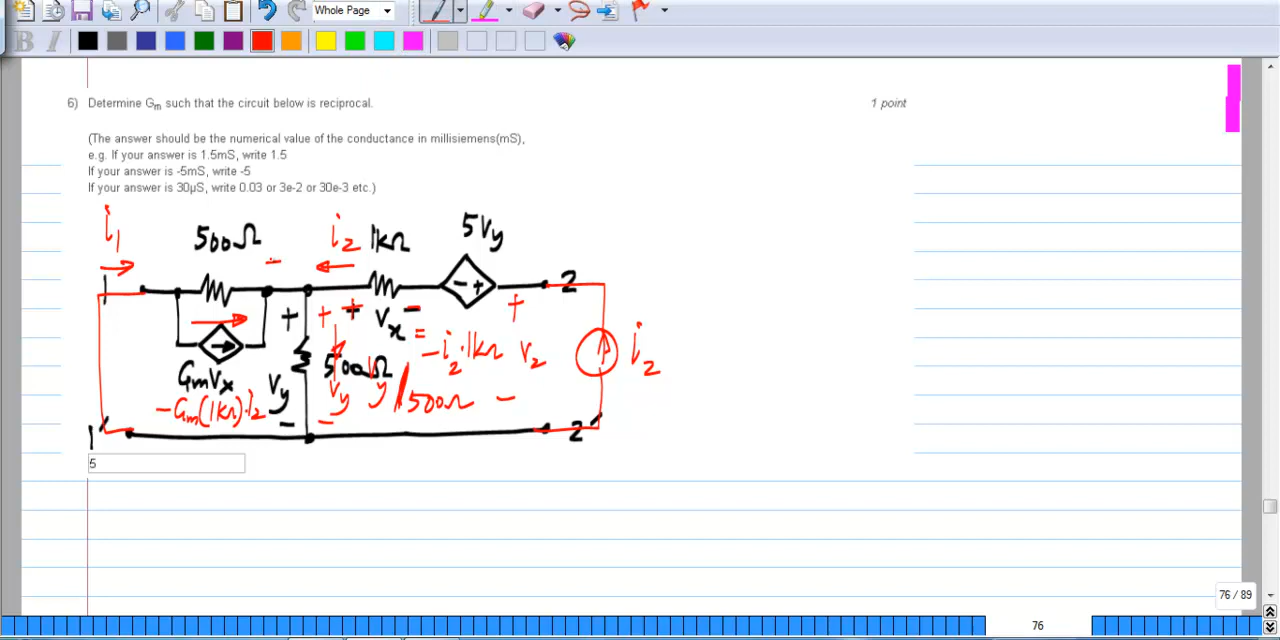 Whole Page
B I
6) Determine Gm such that the circuit below is reciprocal.
1 point
(The answer should be the numerical value of the conductance in millisiemens(mS),
e.g. If your answer is 1.5mS, write 1.5
If your answer is -5mS, write -5
If your answer is 30µS, write 0.03 or 3e-2 or 30e-3 etc.)
i1 500Ω - i2 1kΩ 5Vy
1 - + 2
+ + + Vx - +
= -i2.1kΩ V2 i2
500Ω
GmVx Vy Vy Vy/500Ω -
-Gm(1kΩ).i2
- -
1' 2'
5
76 / 89
76